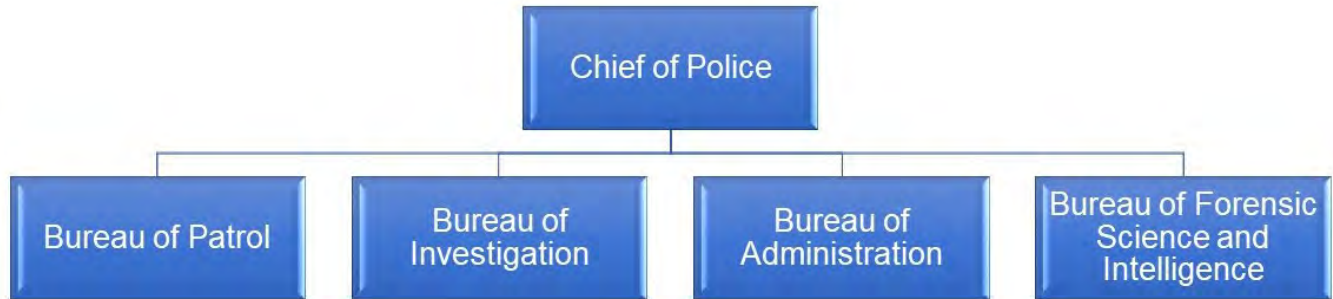 Chief of Police
Bureau of Patrol
Bureau of
Investigation
Bureau of
Administration
Bureau of Forensic
Science and
Intelligence